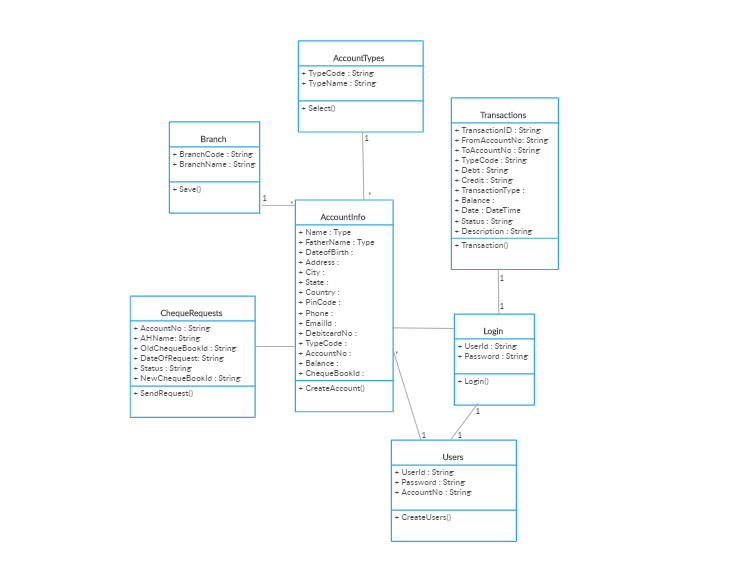 AccountTypes
+ TypeCode : String
+ TypeName : String
+ Select()
1
*
Transactions
+ TransactionID : String
+ FromAccountNo: String
+ ToAccountNo : String
+ TypeCode : String
+ Debt : String
+ Credit : String
+ TransactionType :
+ Balance :
+ Date : DateTime
+ Status : String
+ Description : String
+ Transaction()
1
1
Branch
+ BranchCode : String
+ BranchName : String
+ Save()
1
*
AccountInfo
+ Name : Type
+ FatherName : Type
+ DateofBirth :
+ Address :
+ City :
+ State :
+ Country :
+ PinCode :
+ Phone :
+ EmailId :
+ DebitcardNo :
+ TypeCode :
+ AccountNo :
+ Balance :
+ ChequeBookId :
+ CreateAccount()
*
1
ChequeRequests
+ AccountNo : String
+ AHName: String
+ OldChequeBookId : String
+ DateOfRequest: String
+ Status : String
+ NewChequeBookId : String
+ SendRequest()
Login
+ UserId : String
+ Password : String
+ Login()
1
1
Users
+ UserId : String
+ Password : String
+ AccountNo : String
+ CreateUsers()